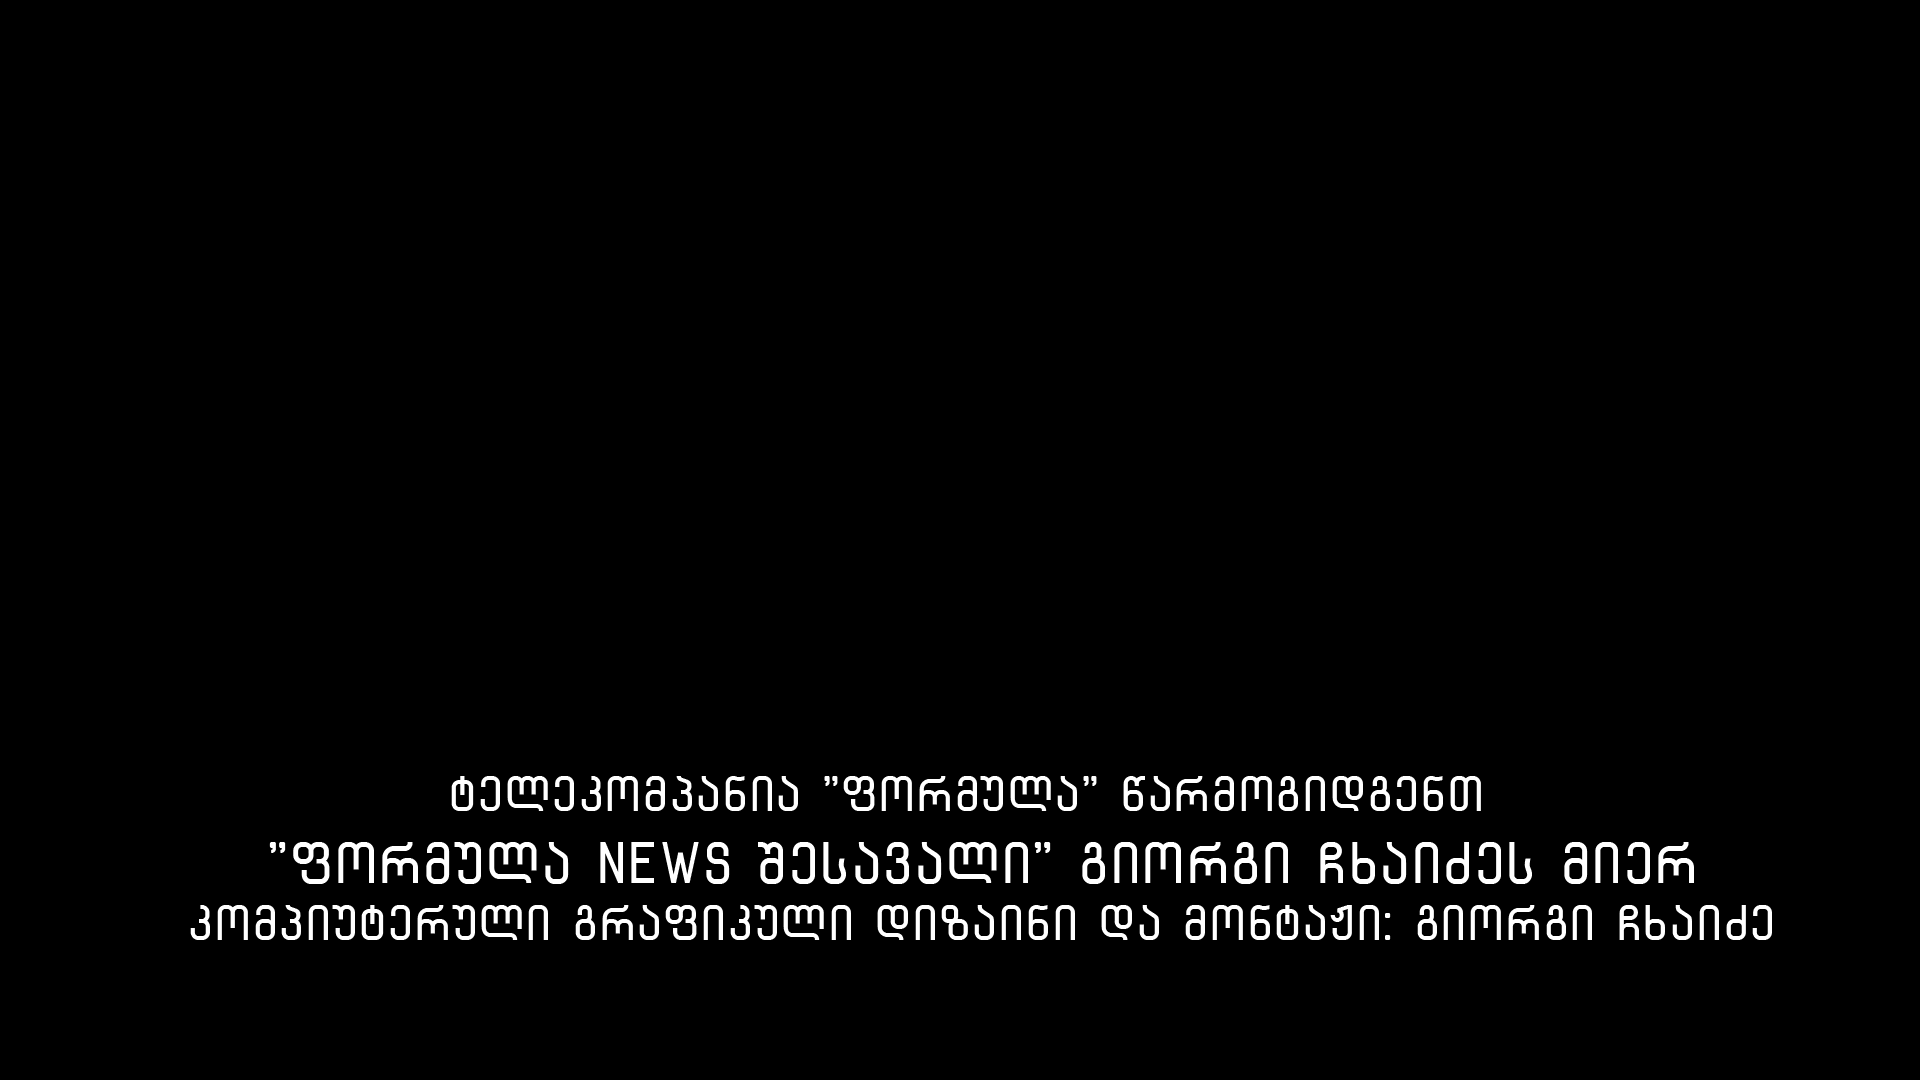 ტელეკომპანია ”ფორმულა” წარმოგიდგენთ
”ფორმულა NEWS შესავალი” გიორგი ჩხაიძეს მიერ
კომპიუტერული გრაფიკული დიზაინი და მონტაჟი: გიორგი ჩხაიძე